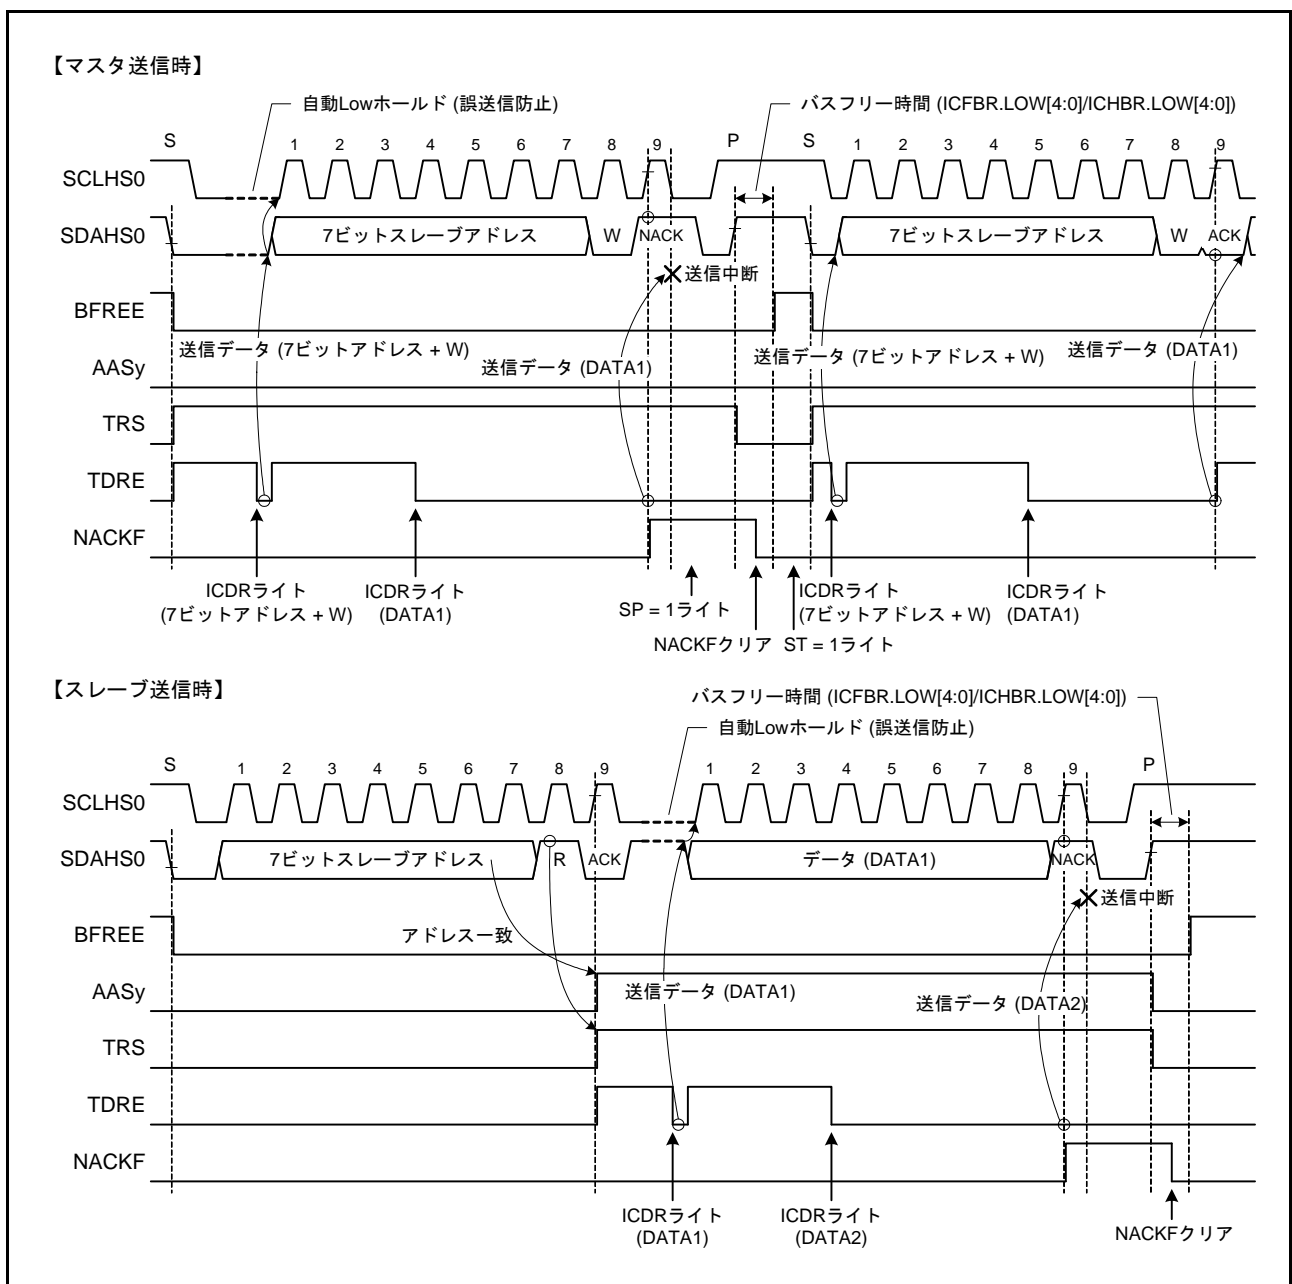 【マスタ送信時】
自動Lowホールド (誤送信防止)
バスフリー時間 (ICFBR.LOW[4:0]/ICHBR.LOW[4:0])
S 1 2 3 4 5 6 7 8 9 P S 1 2 3 4 5 6 7 8 9
SCLHS0
SDAHS0 7ビットスレーブアドレス W NACK 7ビットスレーブアドレス W ACK
送信中断
BFREE
送信データ (7ビットアドレス + W) 送信データ (DATA1) 送信データ (7ビットアドレス + W) 送信データ (DATA1)
AASy
TRS
TDRE
NACKF
ICDRライト
(7ビットアドレス + W)
ICDRライト
(DATA1)
SP = 1ライト
NACKFクリア
ST = 1ライト
ICDRライト
(7ビットアドレス + W)
ICDRライト
(DATA1)
【スレーブ送信時】
バスフリー時間 (ICFBR.LOW[4:0]/ICHBR.LOW[4:0])
自動Lowホールド (誤送信防止)
S 1 2 3 4 5 6 7 8 9 1 2 3 4 5 6 7 8 9 P
SCLHS0
SDAHS0 7ビットスレーブアドレス R ACK データ (DATA1) NACK
送信中断
BFREE
アドレス一致
AASy
送信データ (DATA1) 送信データ (DATA2)
TRS
TDRE
NACKF
ICDRライト
(DATA1)
ICDRライト
(DATA2)
NACKFクリア